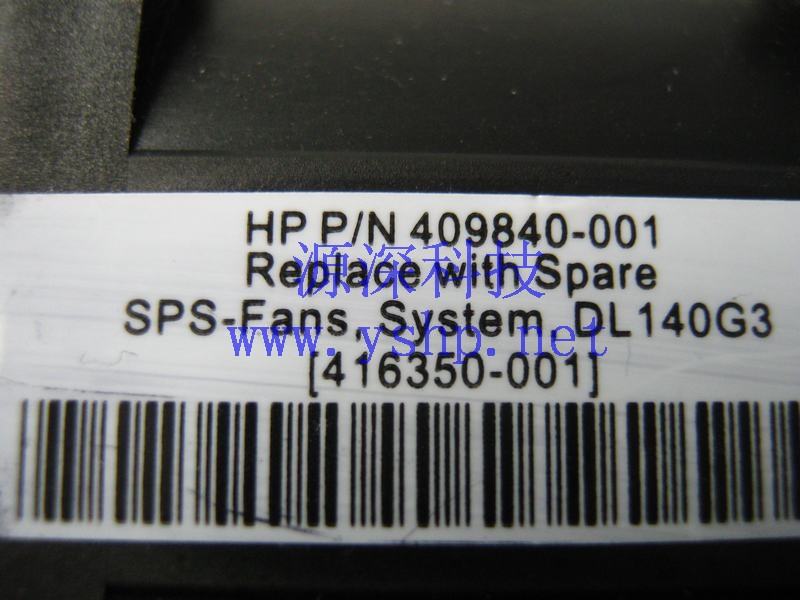 HP P/N 409840-001
源深科技
Replace with Spare
SPS-Fans, System, DL140G3
www.yshp.net
[416350-001]